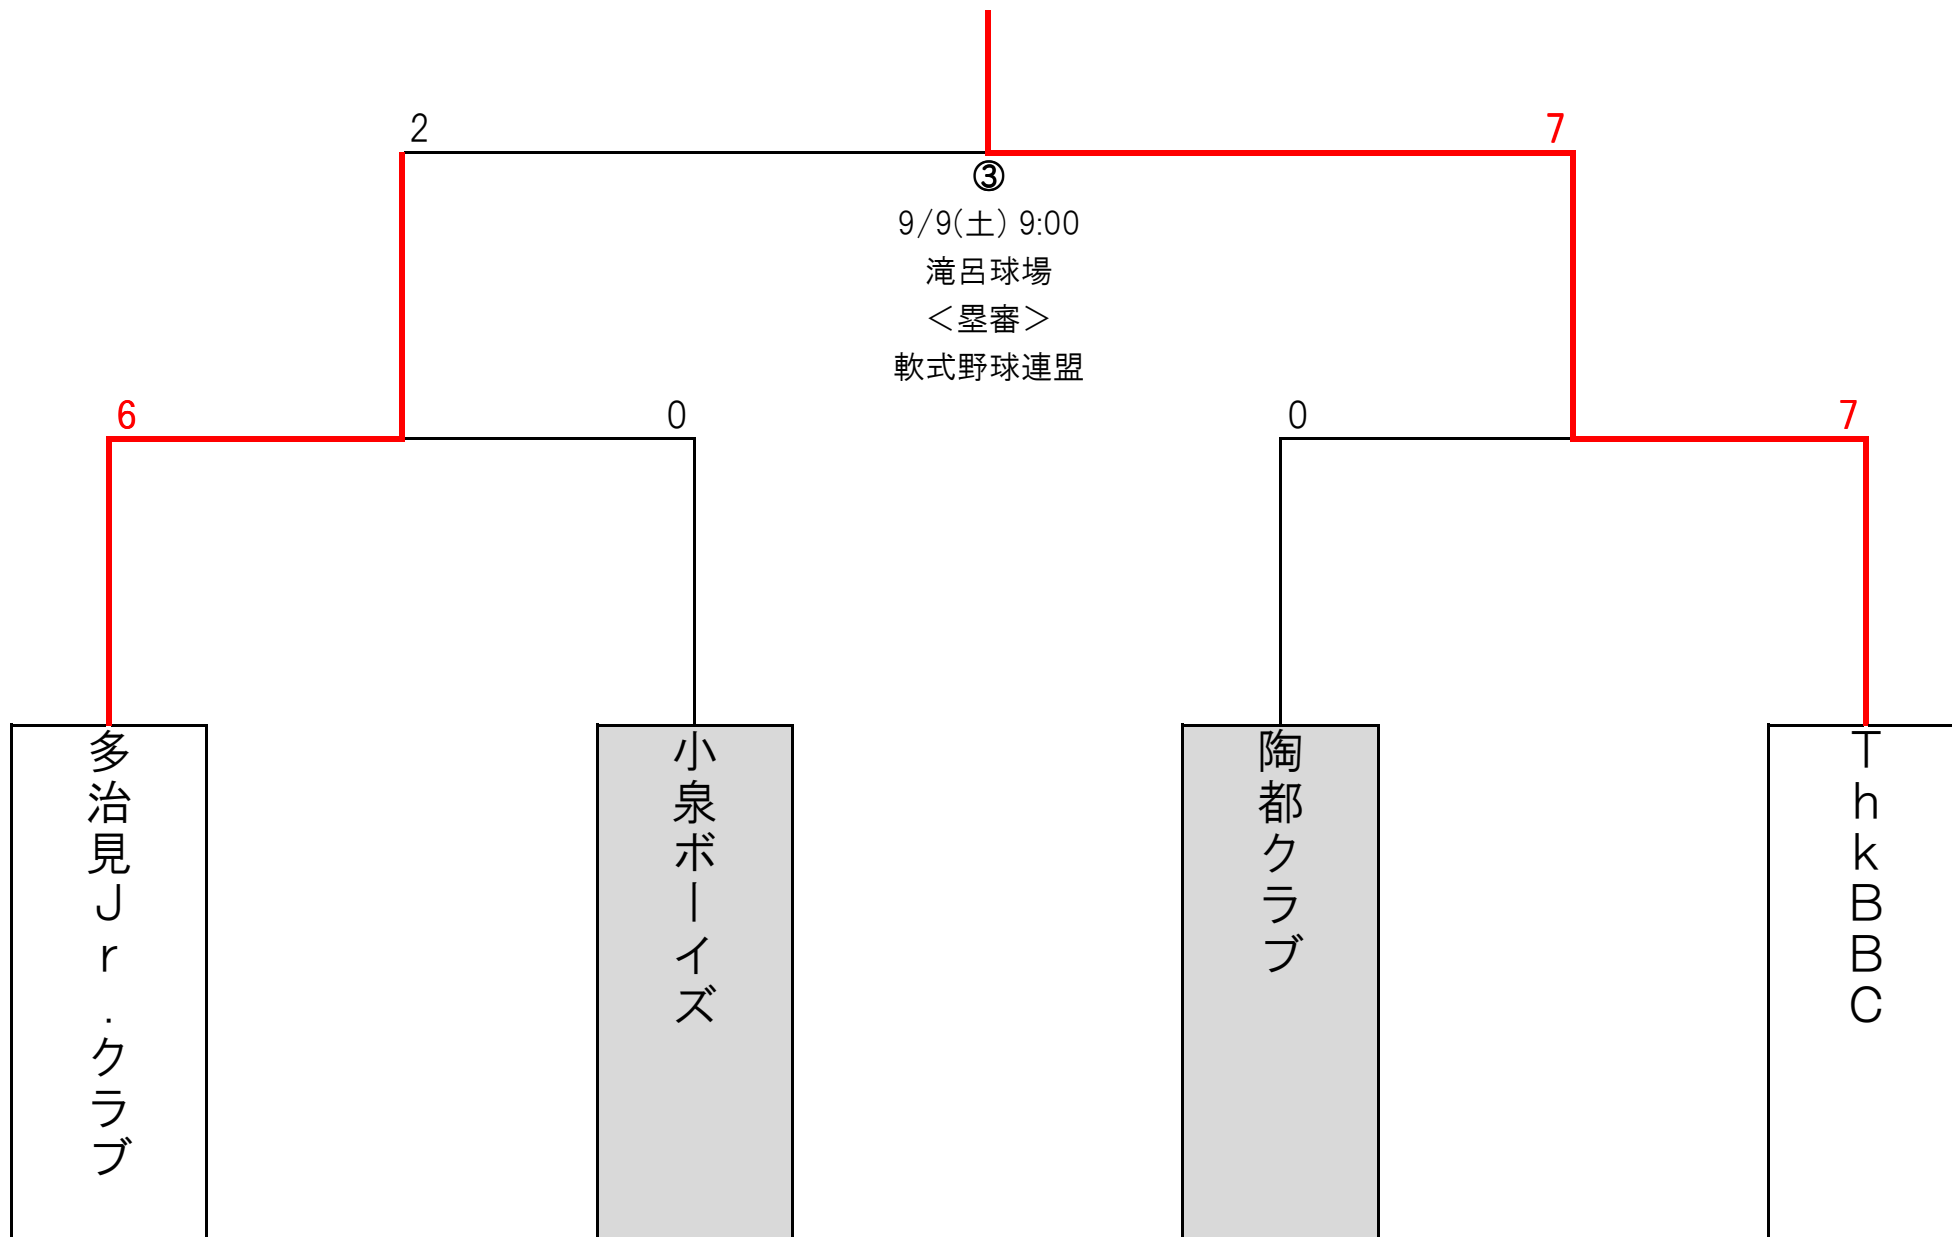 2
7
③
9/9(土) 9:00
滝呂球場
＜塁審＞
軟式野球連盟
6
0
0
7
多治見Jr.クラブ
小泉ボーイズ
陶都クラブ
ThkBBC